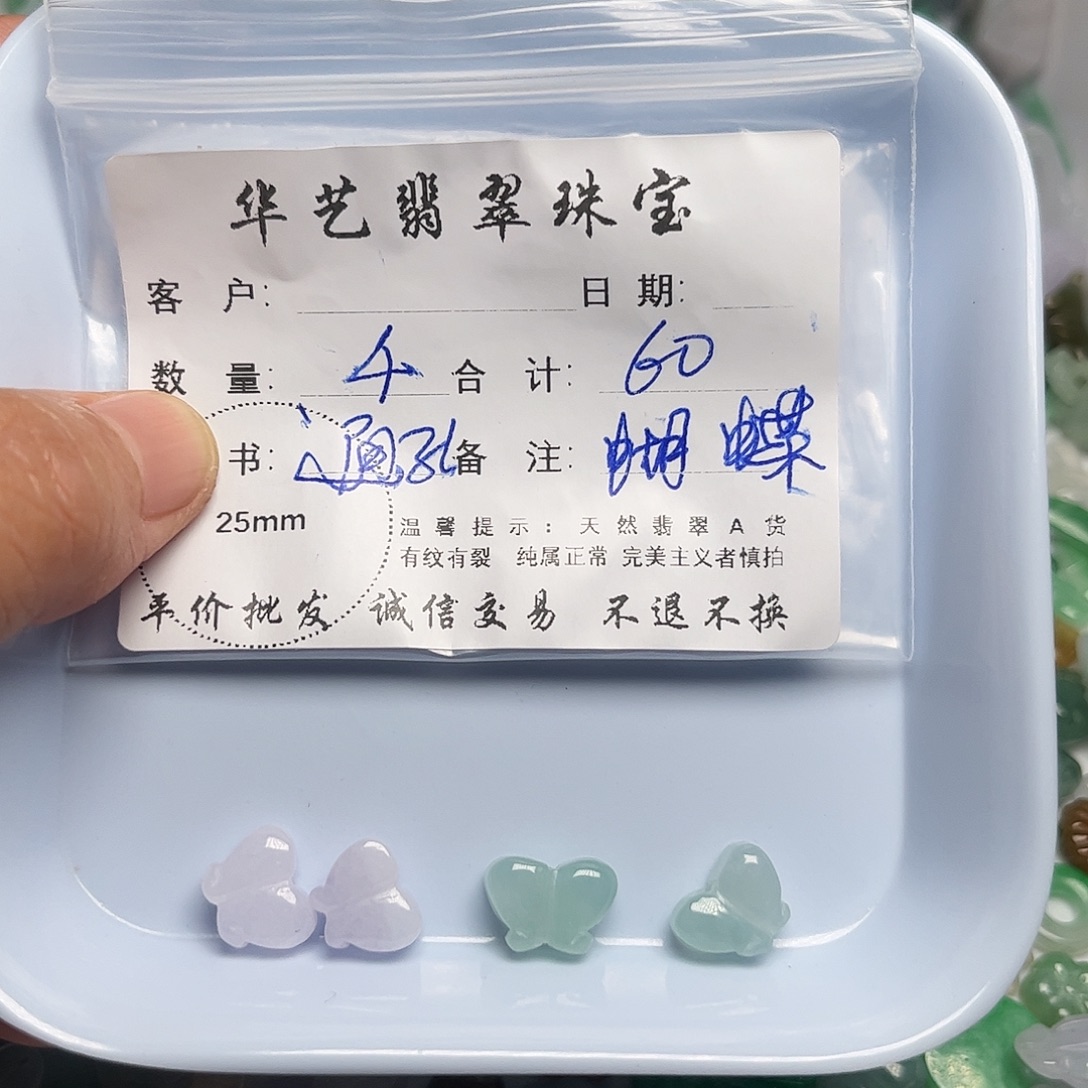 华艺翡翠珠宝
客户: 日期:
数量: 4 合计: 60
书: 通孔 备注: 蝴蝶
25mm
温馨提示:天然翡翠A货
有纹有裂 纯属正常 完美主义者慎拍
平价批发 诚信交易 不退不换